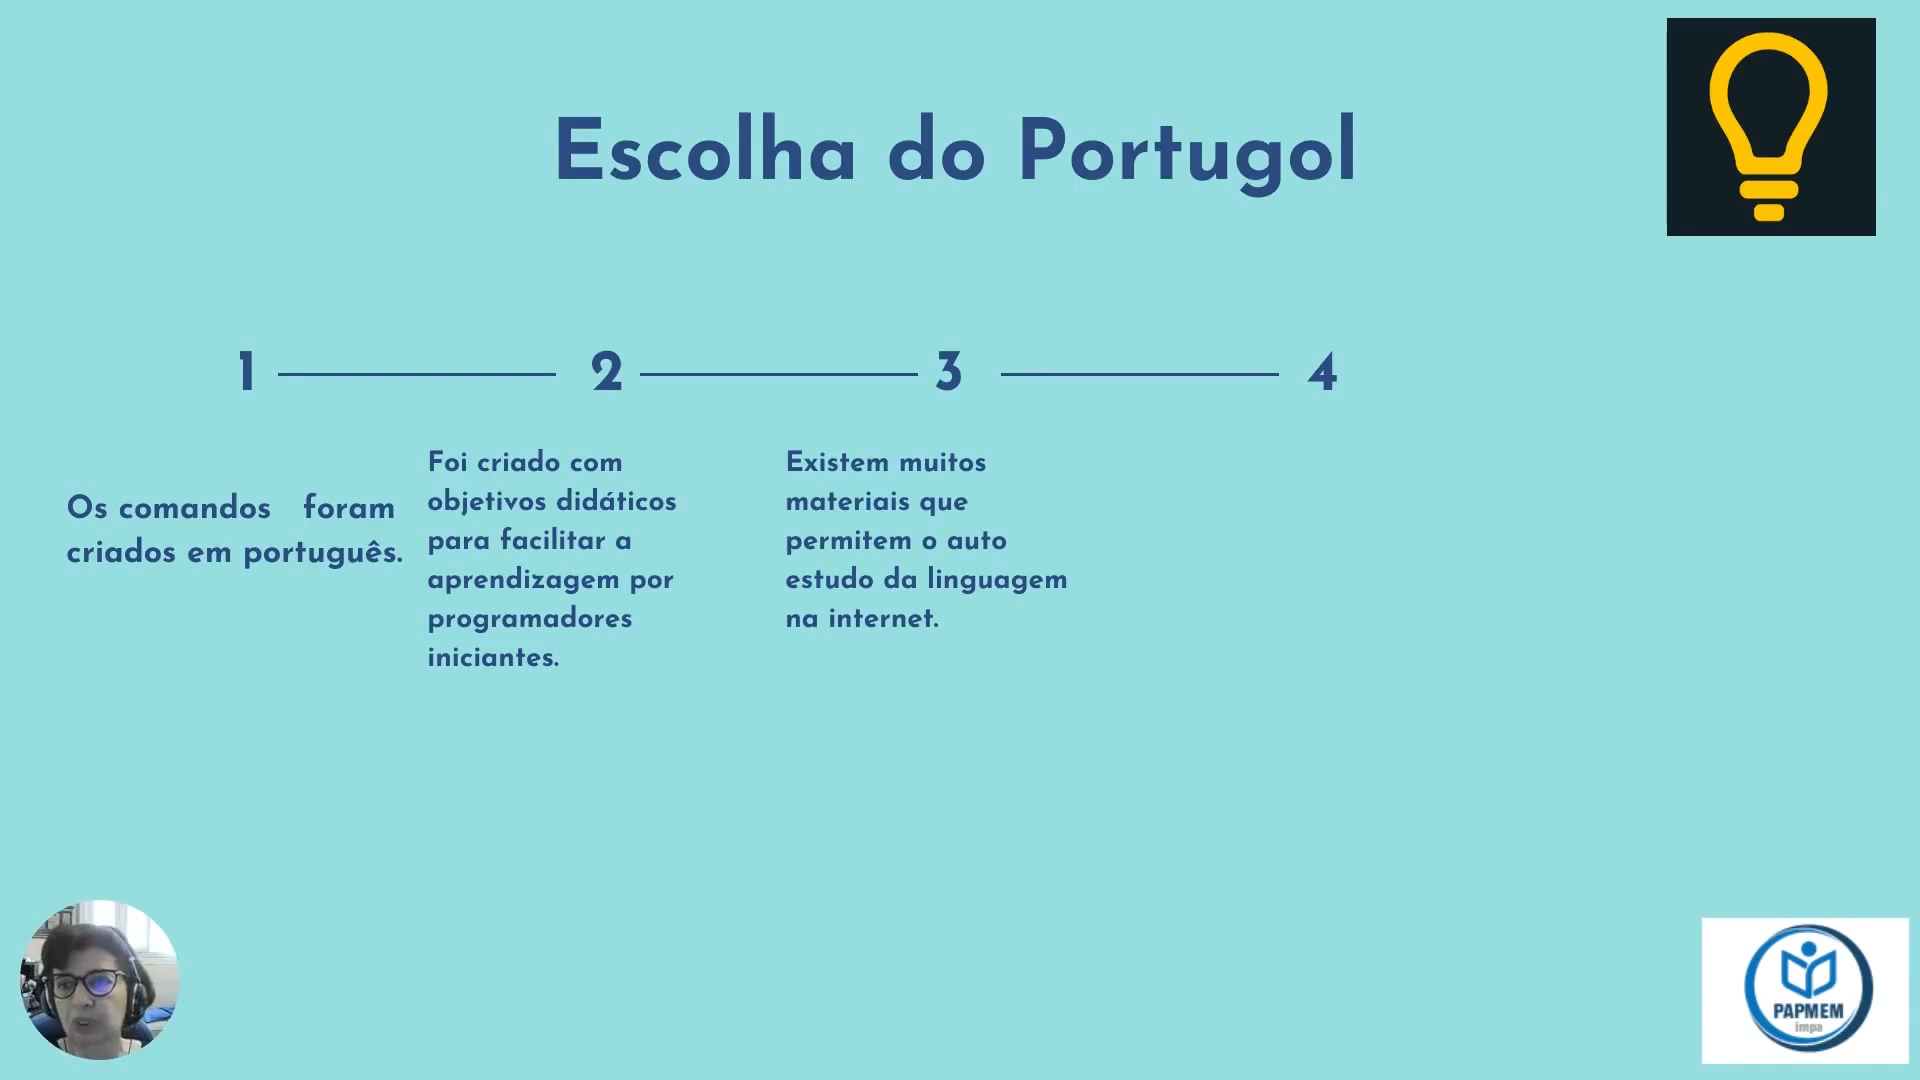 Escolha do Portugol
1
2
3
4
Os comandos foram
criados em português.
Foi criado com
objetivos didáticos
para facilitar a
aprendizagem por
programadores
iniciantes.
Existem muitos
materiais que
permitem o auto
estudo da linguagem
na internet.
PAPMEM
impa